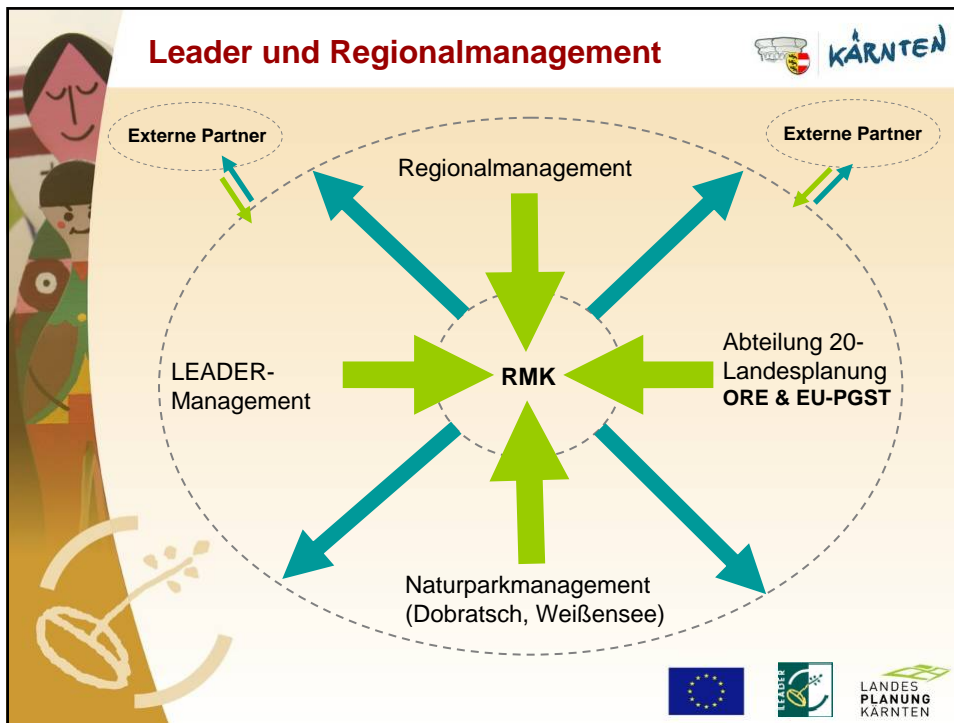 Leader und Regionalmanagement
KÄRNTEN
Externe Partner
Externe Partner
Regionalmanagement
LEADER-
Management
RMK
Abteilung 20-
Landesplanung
ORE & EU-PGST
Naturparkmanagement
(Dobratsch, Weißensee)
LEADER
LANDES
PLANUNG
KÄRNTEN